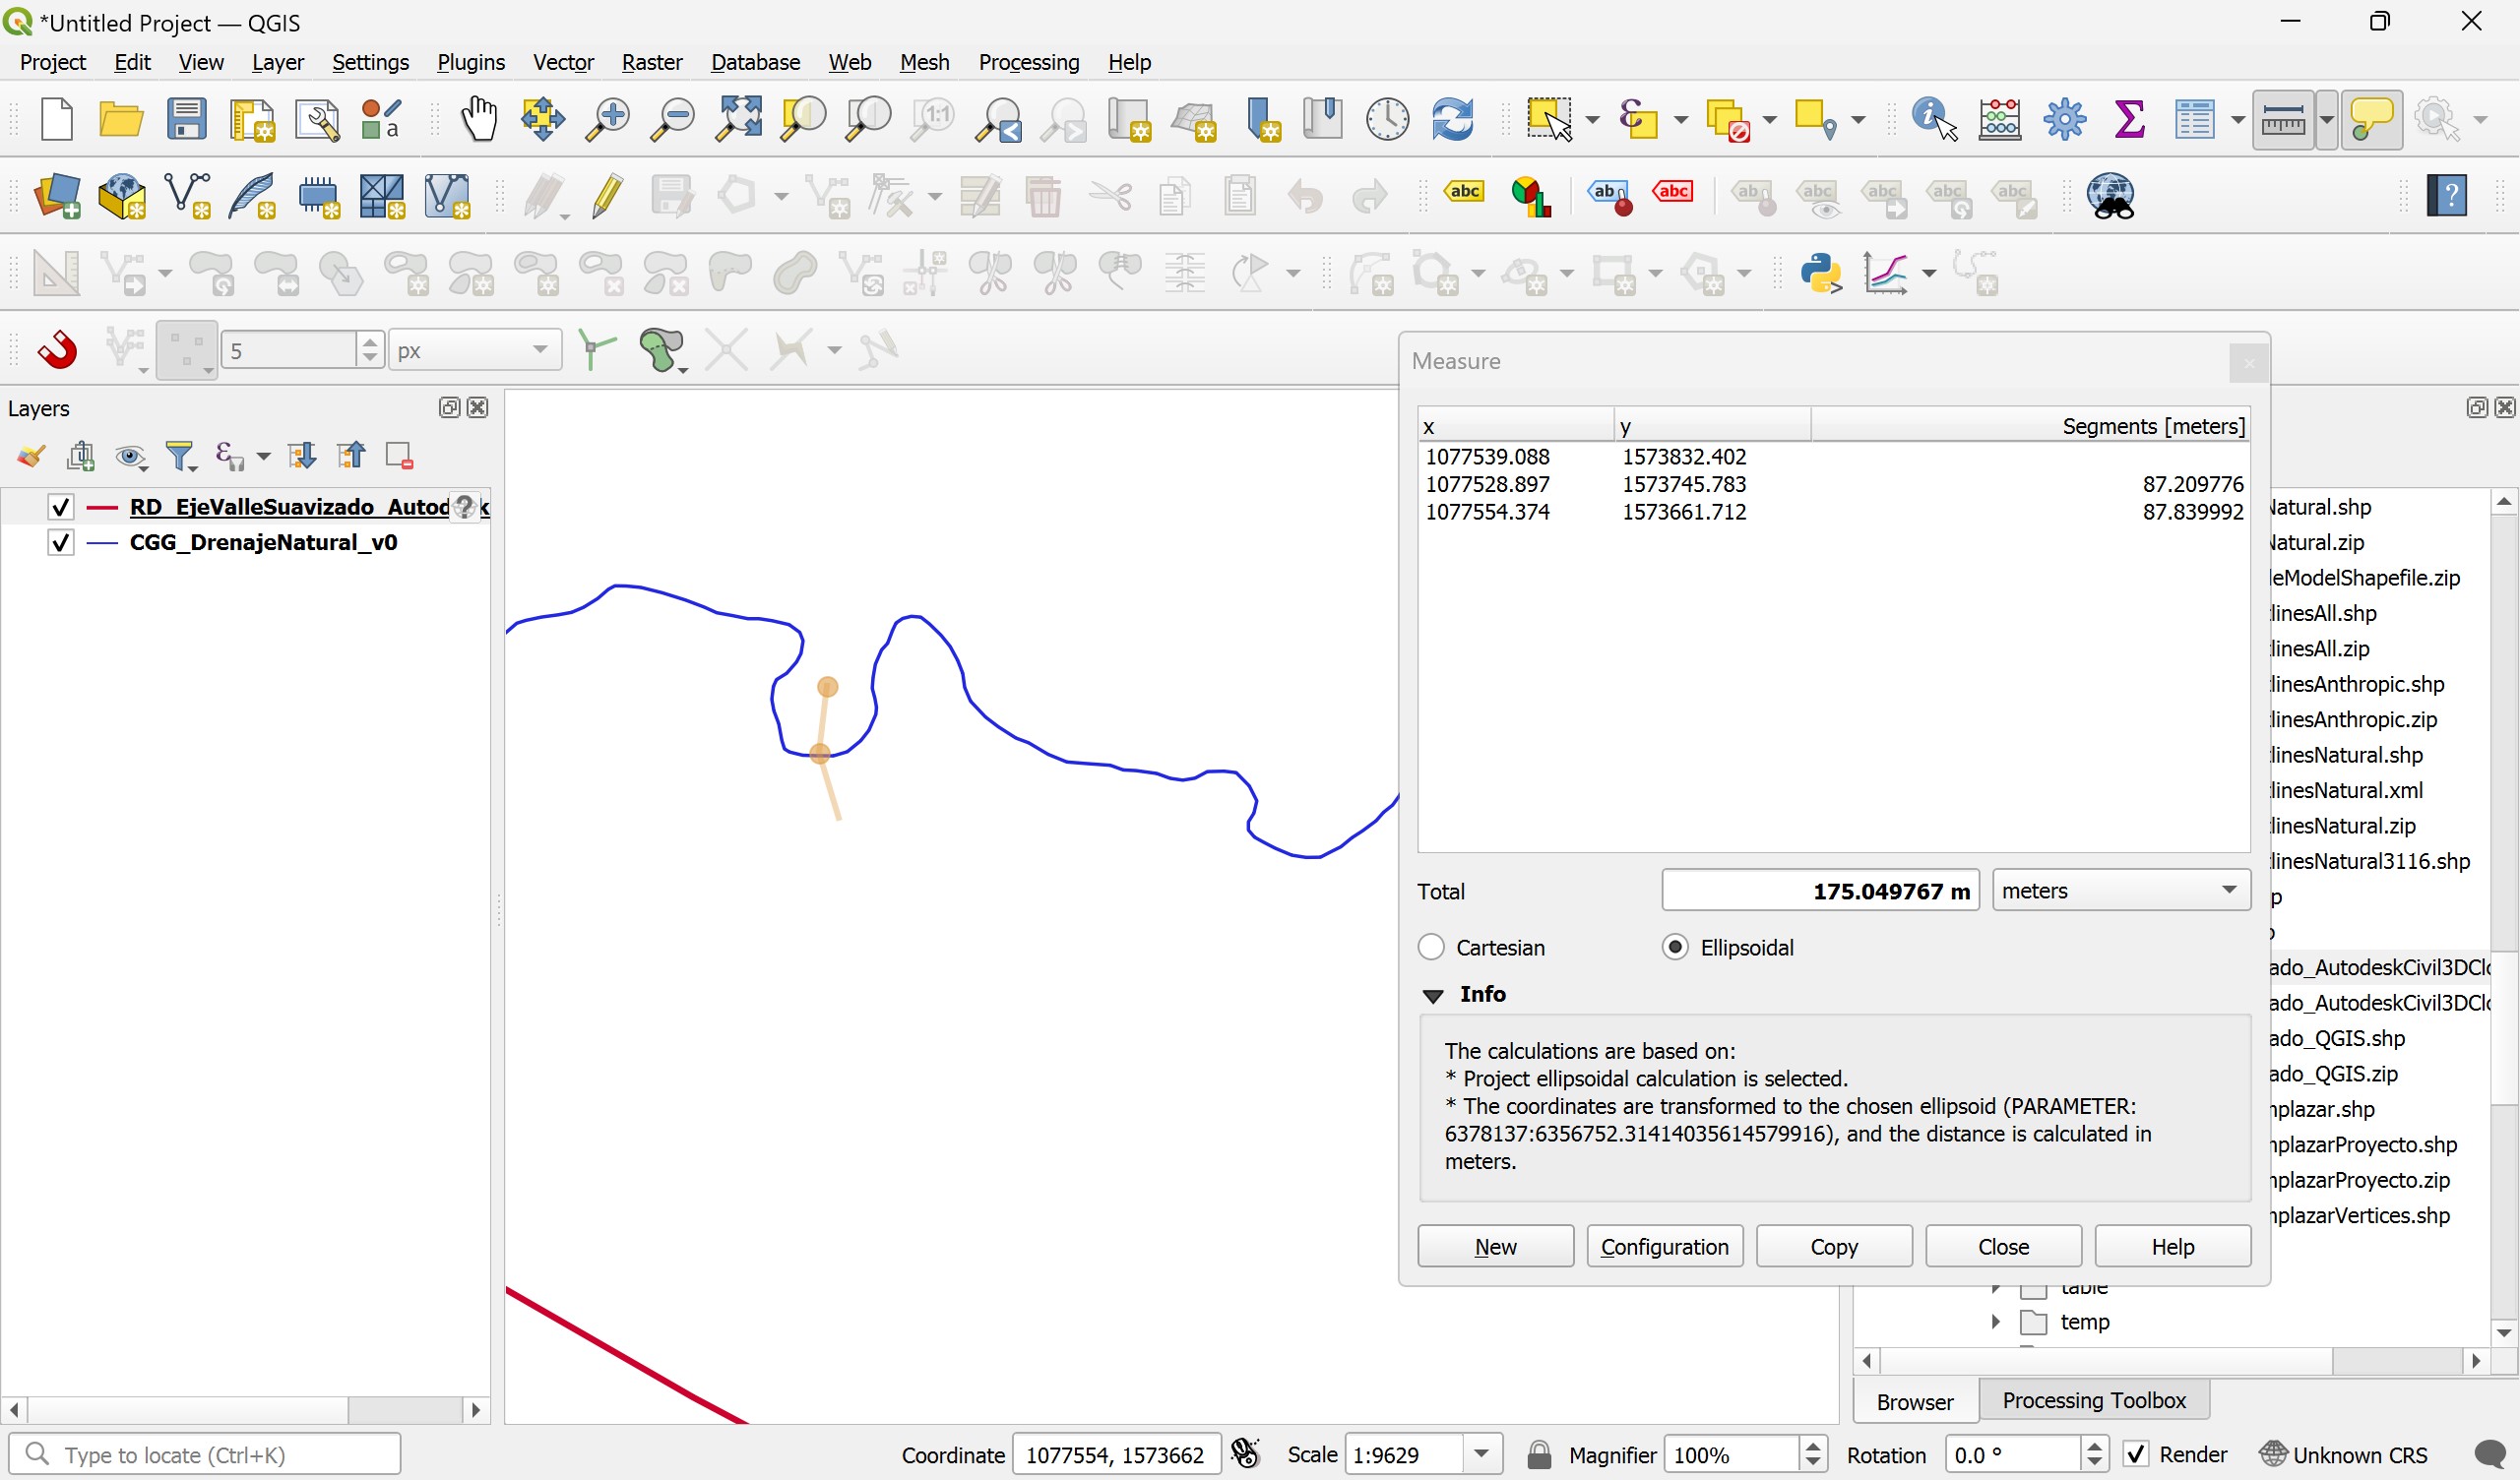 *Untitled Project — QGIS
Project Edit View Layer Settings Plugins Vector Raster Database Web Mesh Processing Help
5 px
Layers
RD_EjeValleSuavizado_Autod k
CGG_DrenajeNatural_v0
Measure
x y Segments [meters]
1077539.088 1573832.402
1077528.897 1573745.783 87.209776
1077554.374 1573661.712 87.839992
Total 175.049767 m meters
Cartesian Ellipsoidal
Info
The calculations are based on:
* Project ellipsoidal calculation is selected.
* The coordinates are transformed to the chosen ellipsoid (PARAMETER:
6378137:6356752.31414035614579916), and the distance is calculated in
meters.
New Configuration Copy Close Help
Natural.shp
Natural.zip
leModelShapefile.zip
linesAll.shp
linesAll.zip
linesAnthropic.shp
linesAnthropic.zip
linesNatural.shp
linesNatural.xml
linesNatural.zip
linesNatural3116.shp
p
ado_AutodeskCivil3DClo
ado_AutodeskCivil3DClo
ado_QGIS.shp
ado_QGIS.zip
mplazar.shp
mplazarProyecto.shp
mplazarProyecto.zip
mplazarVertices.shp
table
temp
Browser Processing Toolbox
Type to locate (Ctrl+K) Coordinate 1077554, 1573662 Scale 1:9629 Magnifier 100% Rotation 0.0 ° Render Unknown CRS